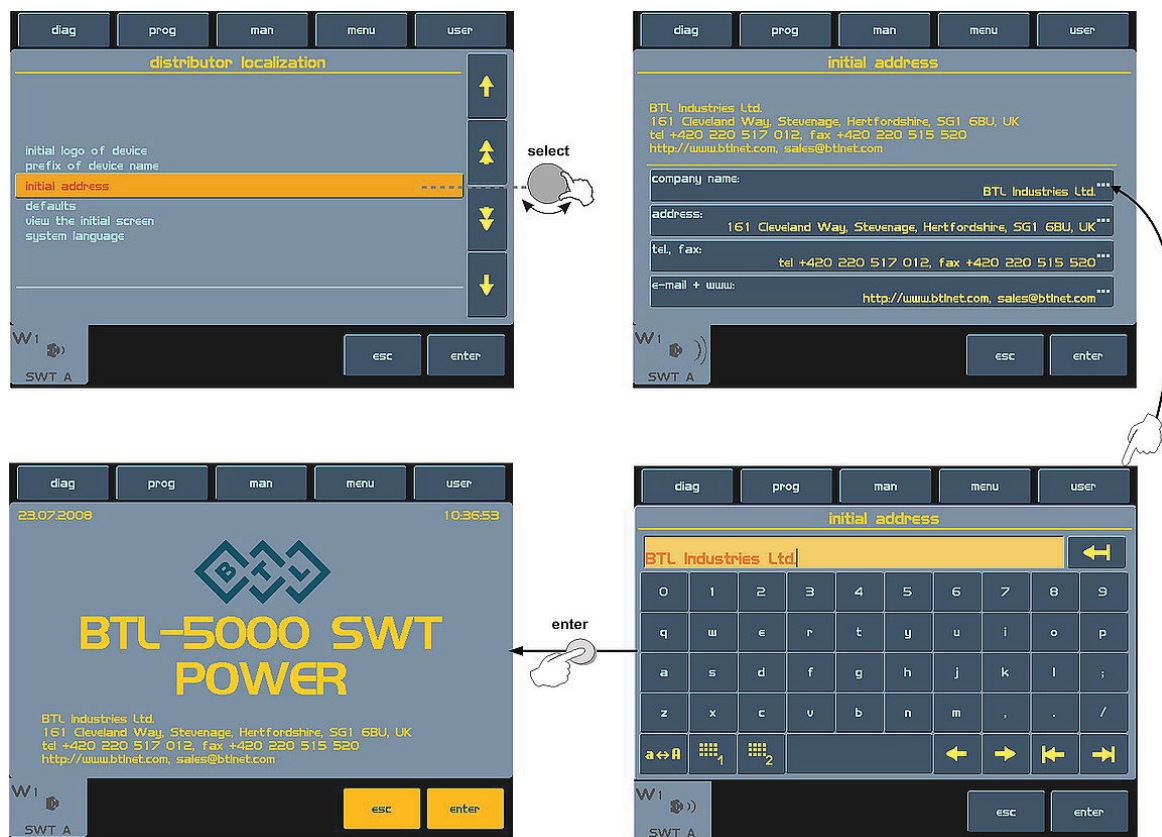 diag prog man menu user
distributor localization
initial logo of device
prefix of device name
initial address
defaults
view the initial screen
system language
W1
SWT A
esc enter
select
diag prog man menu user
initial address
BTL Industries Ltd.
161 Cleveland Way, Stevenage, Hertfordshire, SG1 6BU, UK
tel +420 220 517 012, fax +420 220 515 520
http://www.btlnet.com, sales@btlnet.com
company name:
BTL Industries Ltd.
address:
161 Cleveland Way, Stevenage, Hertfordshire, SG1 6BU, UK
tel., fax:
tel +420 220 517 012, fax +420 220 515 520
e-mail + www:
http://www.btlnet.com, sales@btlnet.com
W1
SWT A
esc enter
diag prog man menu user
23.07.2008 10:36:53
BTL
BTL-5000 SWT
POWER
BTL Industries Ltd.
161 Cleveland Way, Stevenage, Hertfordshire, SG1 6BU, UK
tel +420 220 517 012, fax +420 220 515 520
http://www.btlnet.com, sales@btlnet.com
W1
SWT A
esc enter
enter
diag prog man menu user
initial address
BTL Industries Ltd.
0 1 2 3 4 5 6 7 8 9
q w e r t y u i o p
a s d f g h j k l ;
z x c v b n m , . /
a↔A 1 2
W1
SWT A
esc enter